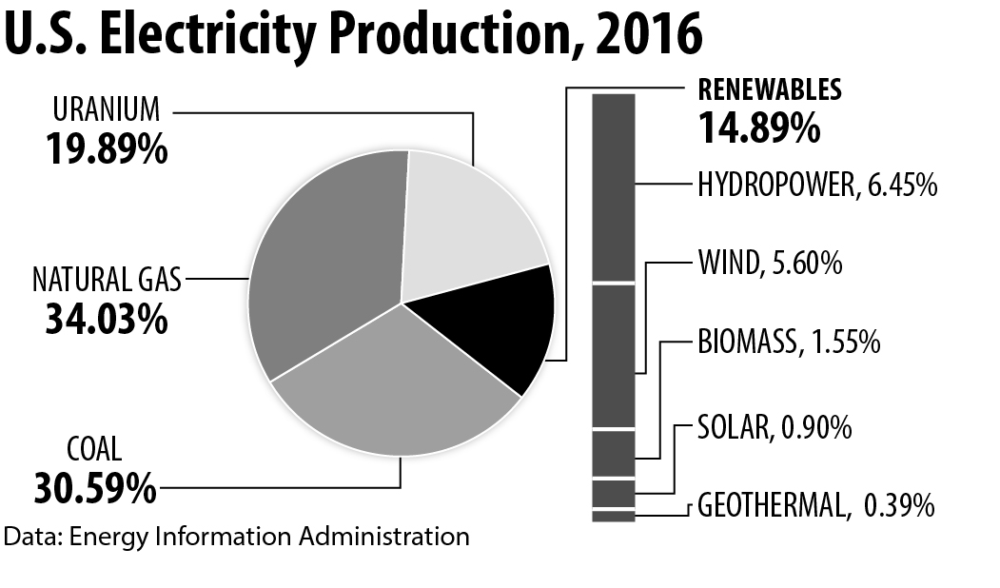 U.S. Electricity Production, 2016
URANIUM
19.89%
NATURAL GAS
34.03%
COAL
30.59%
RENEWABLES
14.89%
HYDROPOWER, 6.45%
WIND, 5.60%
BIOMASS, 1.55%
SOLAR, 0.90%
GEOTHERMAL, 0.39%
Data: Energy Information Administration